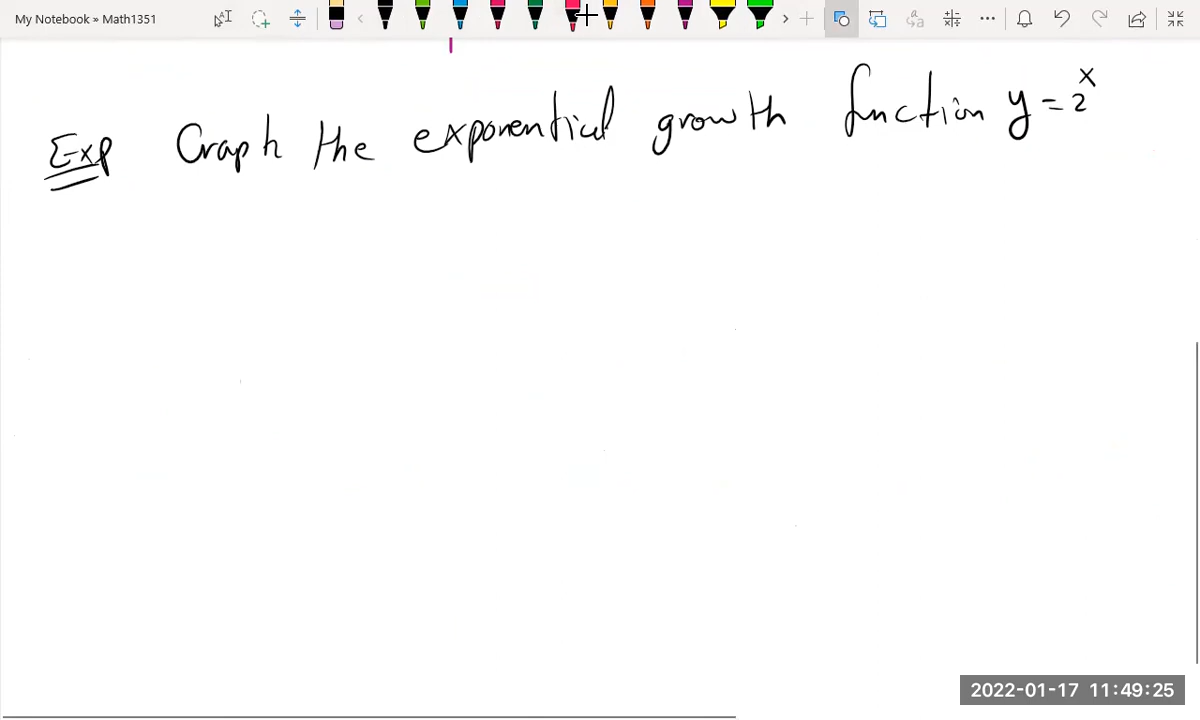 My Notebook » Math1351
Exp Graph the exponential growth function y = 2^x
2022-01-17 11:49:25